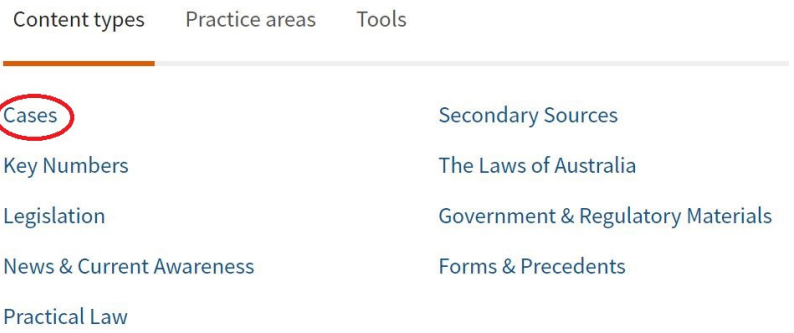 Content types Practice areas Tools
Cases
Key Numbers
Legislation
News & Current Awareness
Practical Law
Secondary Sources
The Laws of Australia
Government & Regulatory Materials
Forms & Precedents